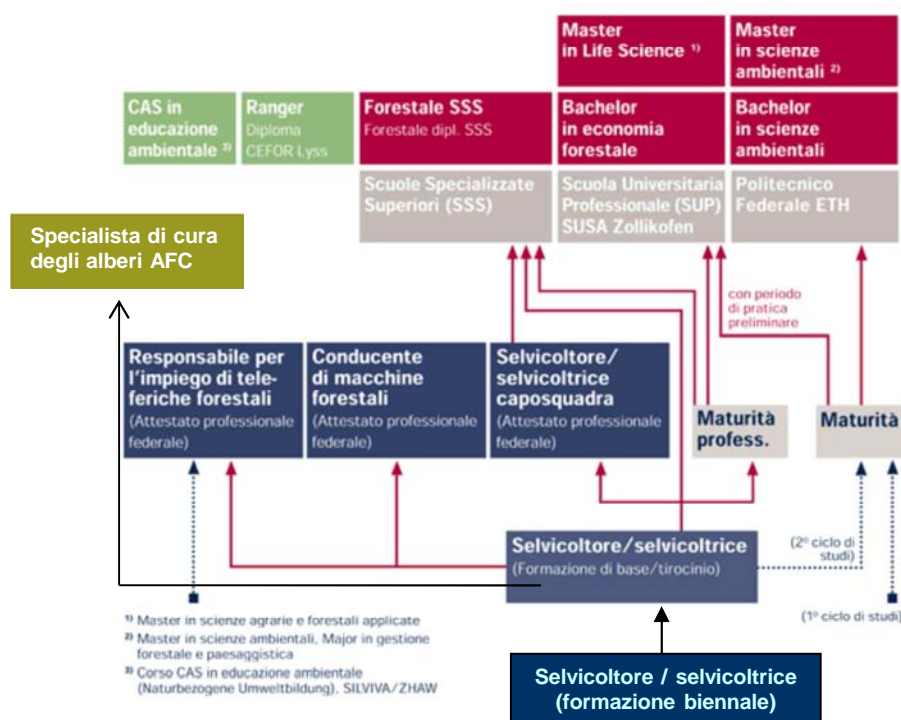 Master
in Life Science ¹⁾
Master
in scienze
ambientali ²⁾
CAS in
educazione
ambientale ³⁾
Ranger
Diploma
CEFOR Lyss
Forestale SSS
Forestale dipl. SSS
Bachelor
in economia
forestale
Bachelor
in scienze
ambientali
Scuole Specializzate
Superiori (SSS)
Scuola Universitaria
Professionale (SUP)
SUSA Zollikofen
Politecnico
Federale ETH
Specialista di cura
degli alberi AFC
con periodo
di pratica
preliminare
Responsabile per
l'impiego di tele-
feriche forestali
(Attestato professionale
federale)
Conducente
di macchine
forestali
(Attestato professionale
federale)
Selvicoltore/
selvicoltrice
caposquadra
(Attestato professionale
federale)
Maturità
profess.
Maturità
Selvicoltore/selvicoltrice
(Formazione di base/tirocinio)
(2º ciclo di
studi)
(1º ciclo di studi)
¹⁾ Master in scienze agrarie e forestali applicate
²⁾ Master in scienze ambientali, Major in gestione
forestale e paesaggistica
³⁾ Corso CAS in educazione ambientale
(Naturbezogene Umweltbildung), SILVIVA/ZHAW
Selvicoltore / selvicoltrice
(formazione biennale)